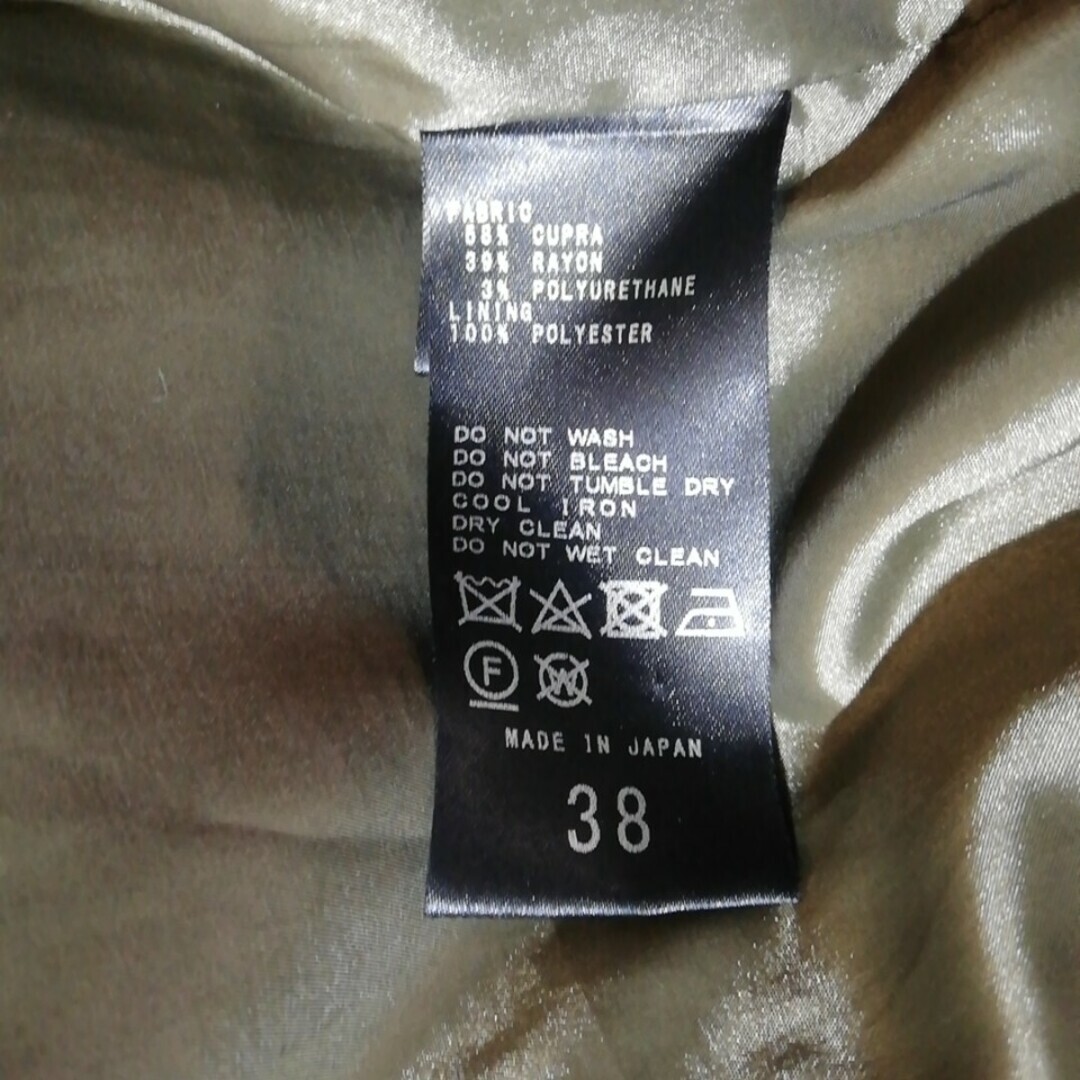 FABRIC
58% CUPRA
39% RAYON
3% POLYURETHANE
LINING
100% POLYESTER
DO NOT WASH
DO NOT BLEACH
DO NOT TUMBLE DRY
COOL IRON
DRY CLEAN
DO NOT WET CLEAN
F W
MADE IN JAPAN
38